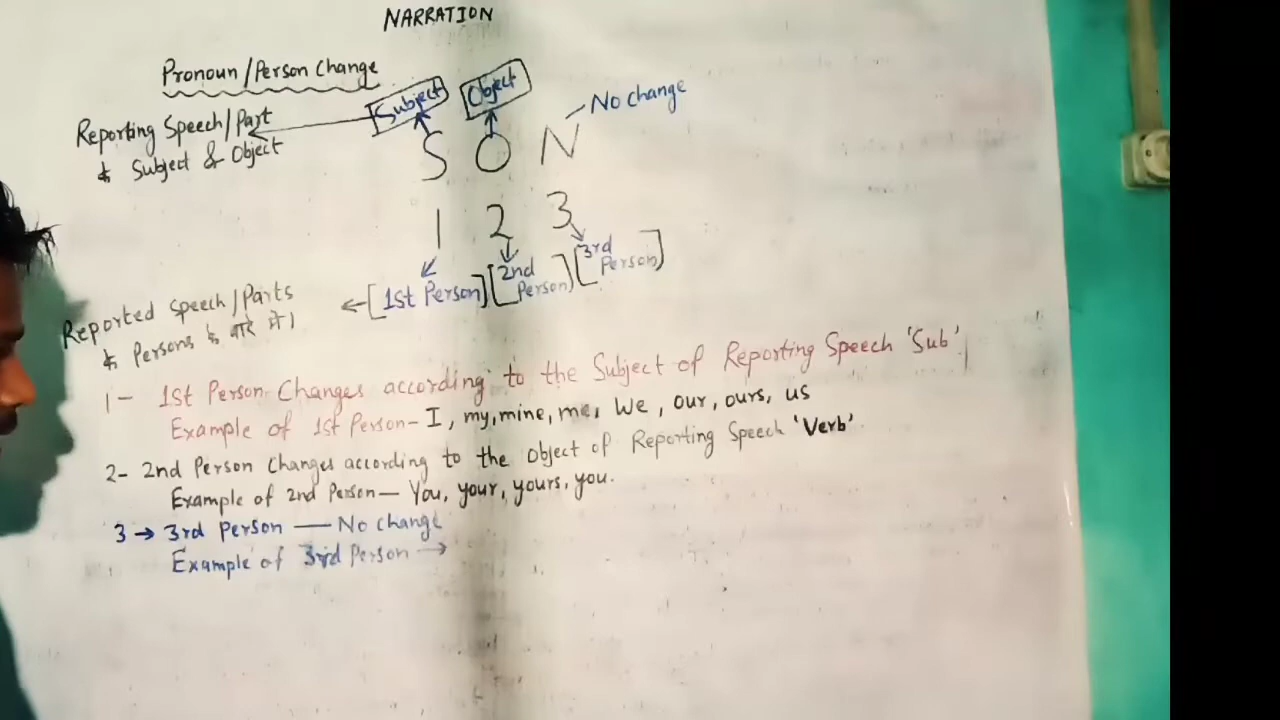 NARRATION
Pronoun/Person Change
Subject
Object
No change
Reporting Speech/Part
के Subject & Object
S O N
1 2 3
1st Person
2nd
Person
3rd
Person
Reported Speech/Parts
के Persons के बारे में।
1- 1st Person Changes according to the Subject of Reporting Speech 'Sub'
Example of 1st Person- I, my, mine, me, We, our, ours, us
2- 2nd Person Changes according to the Object of Reporting Speech 'Verb'
Example of 2nd Person— You, your, yours, you.
3 → 3rd Person — No change
Example of 3rd Person →